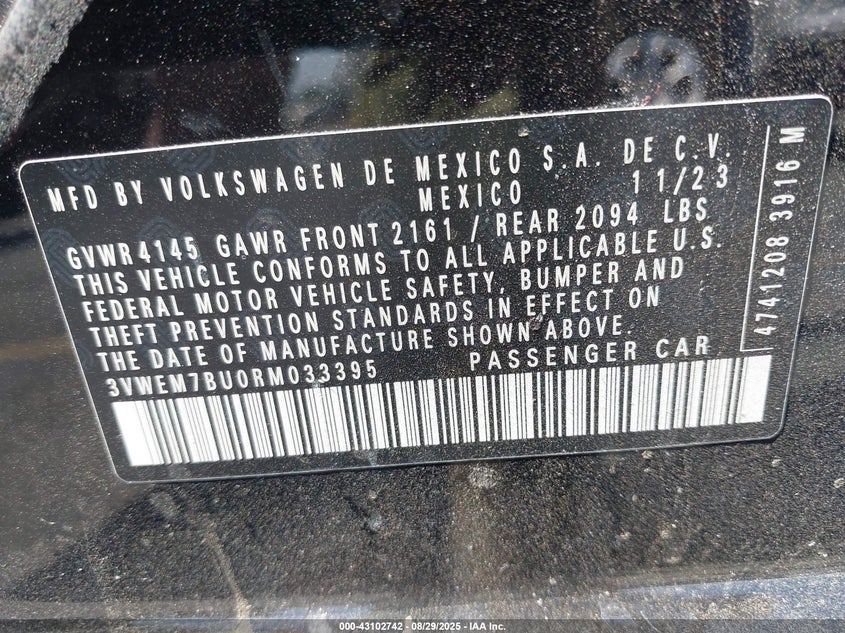 MFD BY VOLKSWAGEN DE MEXICO S.A. DE C.V.
MEXICO 11/23
GVWR 4145 GAWR FRONT 2161 / REAR 2094 LBS
THIS VEHICLE CONFORMS TO ALL APPLICABLE U.S.
FEDERAL MOTOR VEHICLE SAFETY, BUMPER AND
THEFT PREVENTION STANDARDS IN EFFECT ON
THE DATE OF MANUFACTURE SHOWN ABOVE.
3VWEM7BU0RM033395 PASSENGER CAR
4741208 3916 M
000-43102742 - 08/29/2025 - IAA Inc.